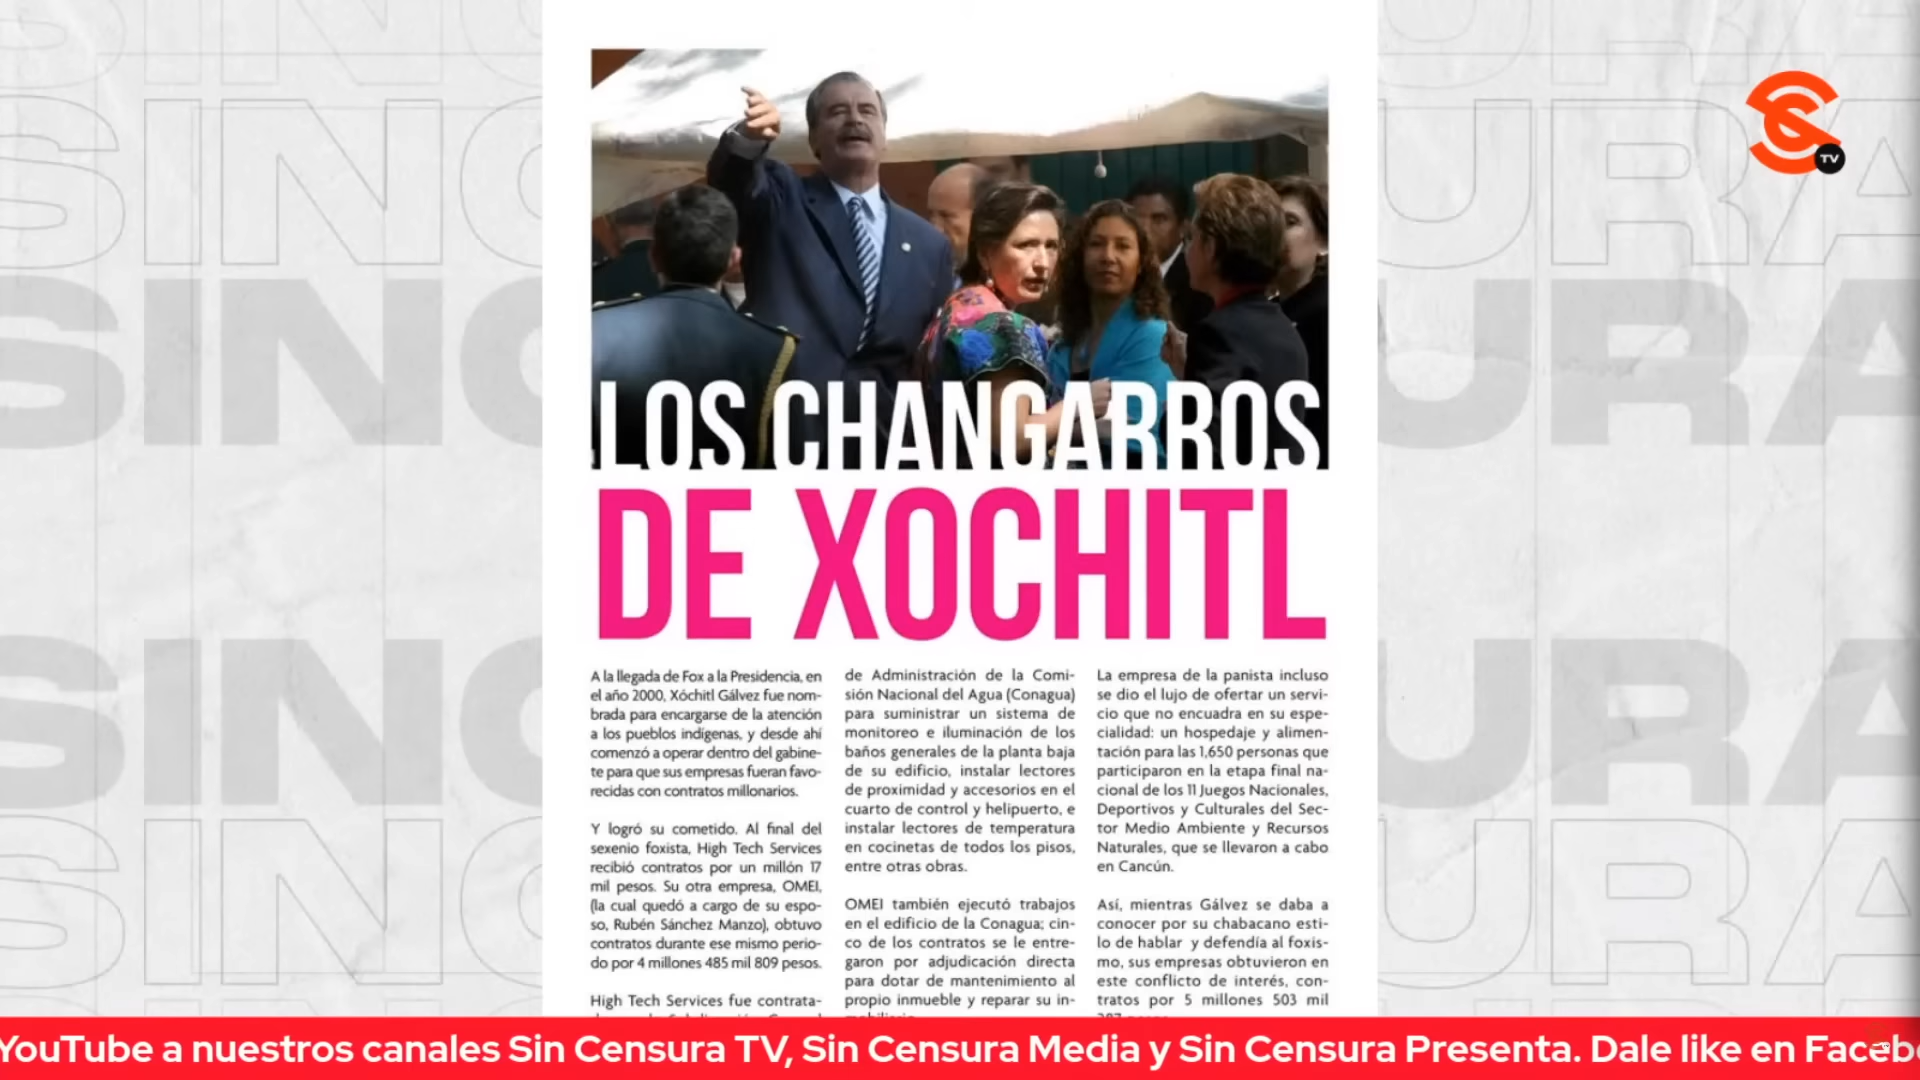 SINC
SINC
URA
SINC
URA
SINC
URA
SINC
URA
TV
LOS CHANGARROS
DE XOCHITL
A la llegada de Fox a la Presidencia, en
el año 2000, Xóchitl Gálvez fue nom-
brada para encargarse de la atención
a los pueblos indígenas, y desde ahí
comenzó a operar dentro del gabine-
te para que sus empresas fueran favo-
recidas con contratos millonarios.
Y logró su cometido. Al final del
sexenio foxista, High Tech Services
recibió contratos por un millón 17
mil pesos. Su otra empresa, OMEI,
(la cual quedó a cargo de su espo-
so, Rubén Sánchez Manzo), obtuvo
contratos durante ese mismo perio-
do por 4 millones 485 mil 809 pesos.
High Tech Services fue contrata-
de Administración de la Comi-
sión Nacional del Agua (Conagua)
para suministrar un sistema de
monitoreo e iluminación de los
baños generales de la planta baja
de su edificio, instalar lectores
de proximidad y accesorios en el
cuarto de control y helipuerto, e
instalar lectores de temperatura
en cocinetas de todos los pisos,
entre otras obras.
OMEI también ejecutó trabajos
en el edificio de la Conagua; cin-
co de los contratos se le entre-
garon por adjudicación directa
para dotar de mantenimiento al
propio inmueble y reparar su in-
La empresa de la panista incluso
se dio el lujo de ofertar un servi-
cio que no encuadra en su espe-
cialidad: un hospedaje y alimen-
tación para las 1,650 personas que
participaron en la etapa final na-
cional de los 11 Juegos Nacionales,
Deportivos y Culturales del Sec-
tor Medio Ambiente y Recursos
Naturales, que se llevaron a cabo
en Cancún.
Así, mientras Gálvez se daba a
conocer por su chabacano esti-
lo de hablar y defendía al foxis-
mo, sus empresas obtuvieron en
este conflicto de interés, con-
tratos por 5 millones 503 mil
YouTube a nuestros canales Sin Censura TV, Sin Censura Media y Sin Censura Presenta. Dale like en Faceb